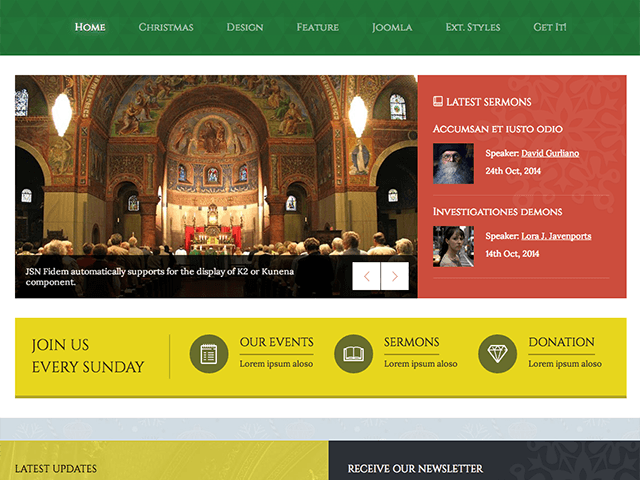 Home Christmas Design Feature Joomla Ext. Styles Get It!
LATEST SERMONS
Accumsan et iusto odio
Speaker: David Gurliano
24th Oct, 2014
Investigationes demons
Speaker: Lora J. Javenports
14th Oct, 2014
JSN Fidem automatically supports for the display of K2 or Kunena
component.
JOIN US
EVERY SUNDAY
OUR EVENTS
Lorem ipsum aloso
SERMONS
Lorem ipsum aloso
DONATION
Lorem ipsum aloso
LATEST UPDATES
RECEIVE OUR NEWSLETTER